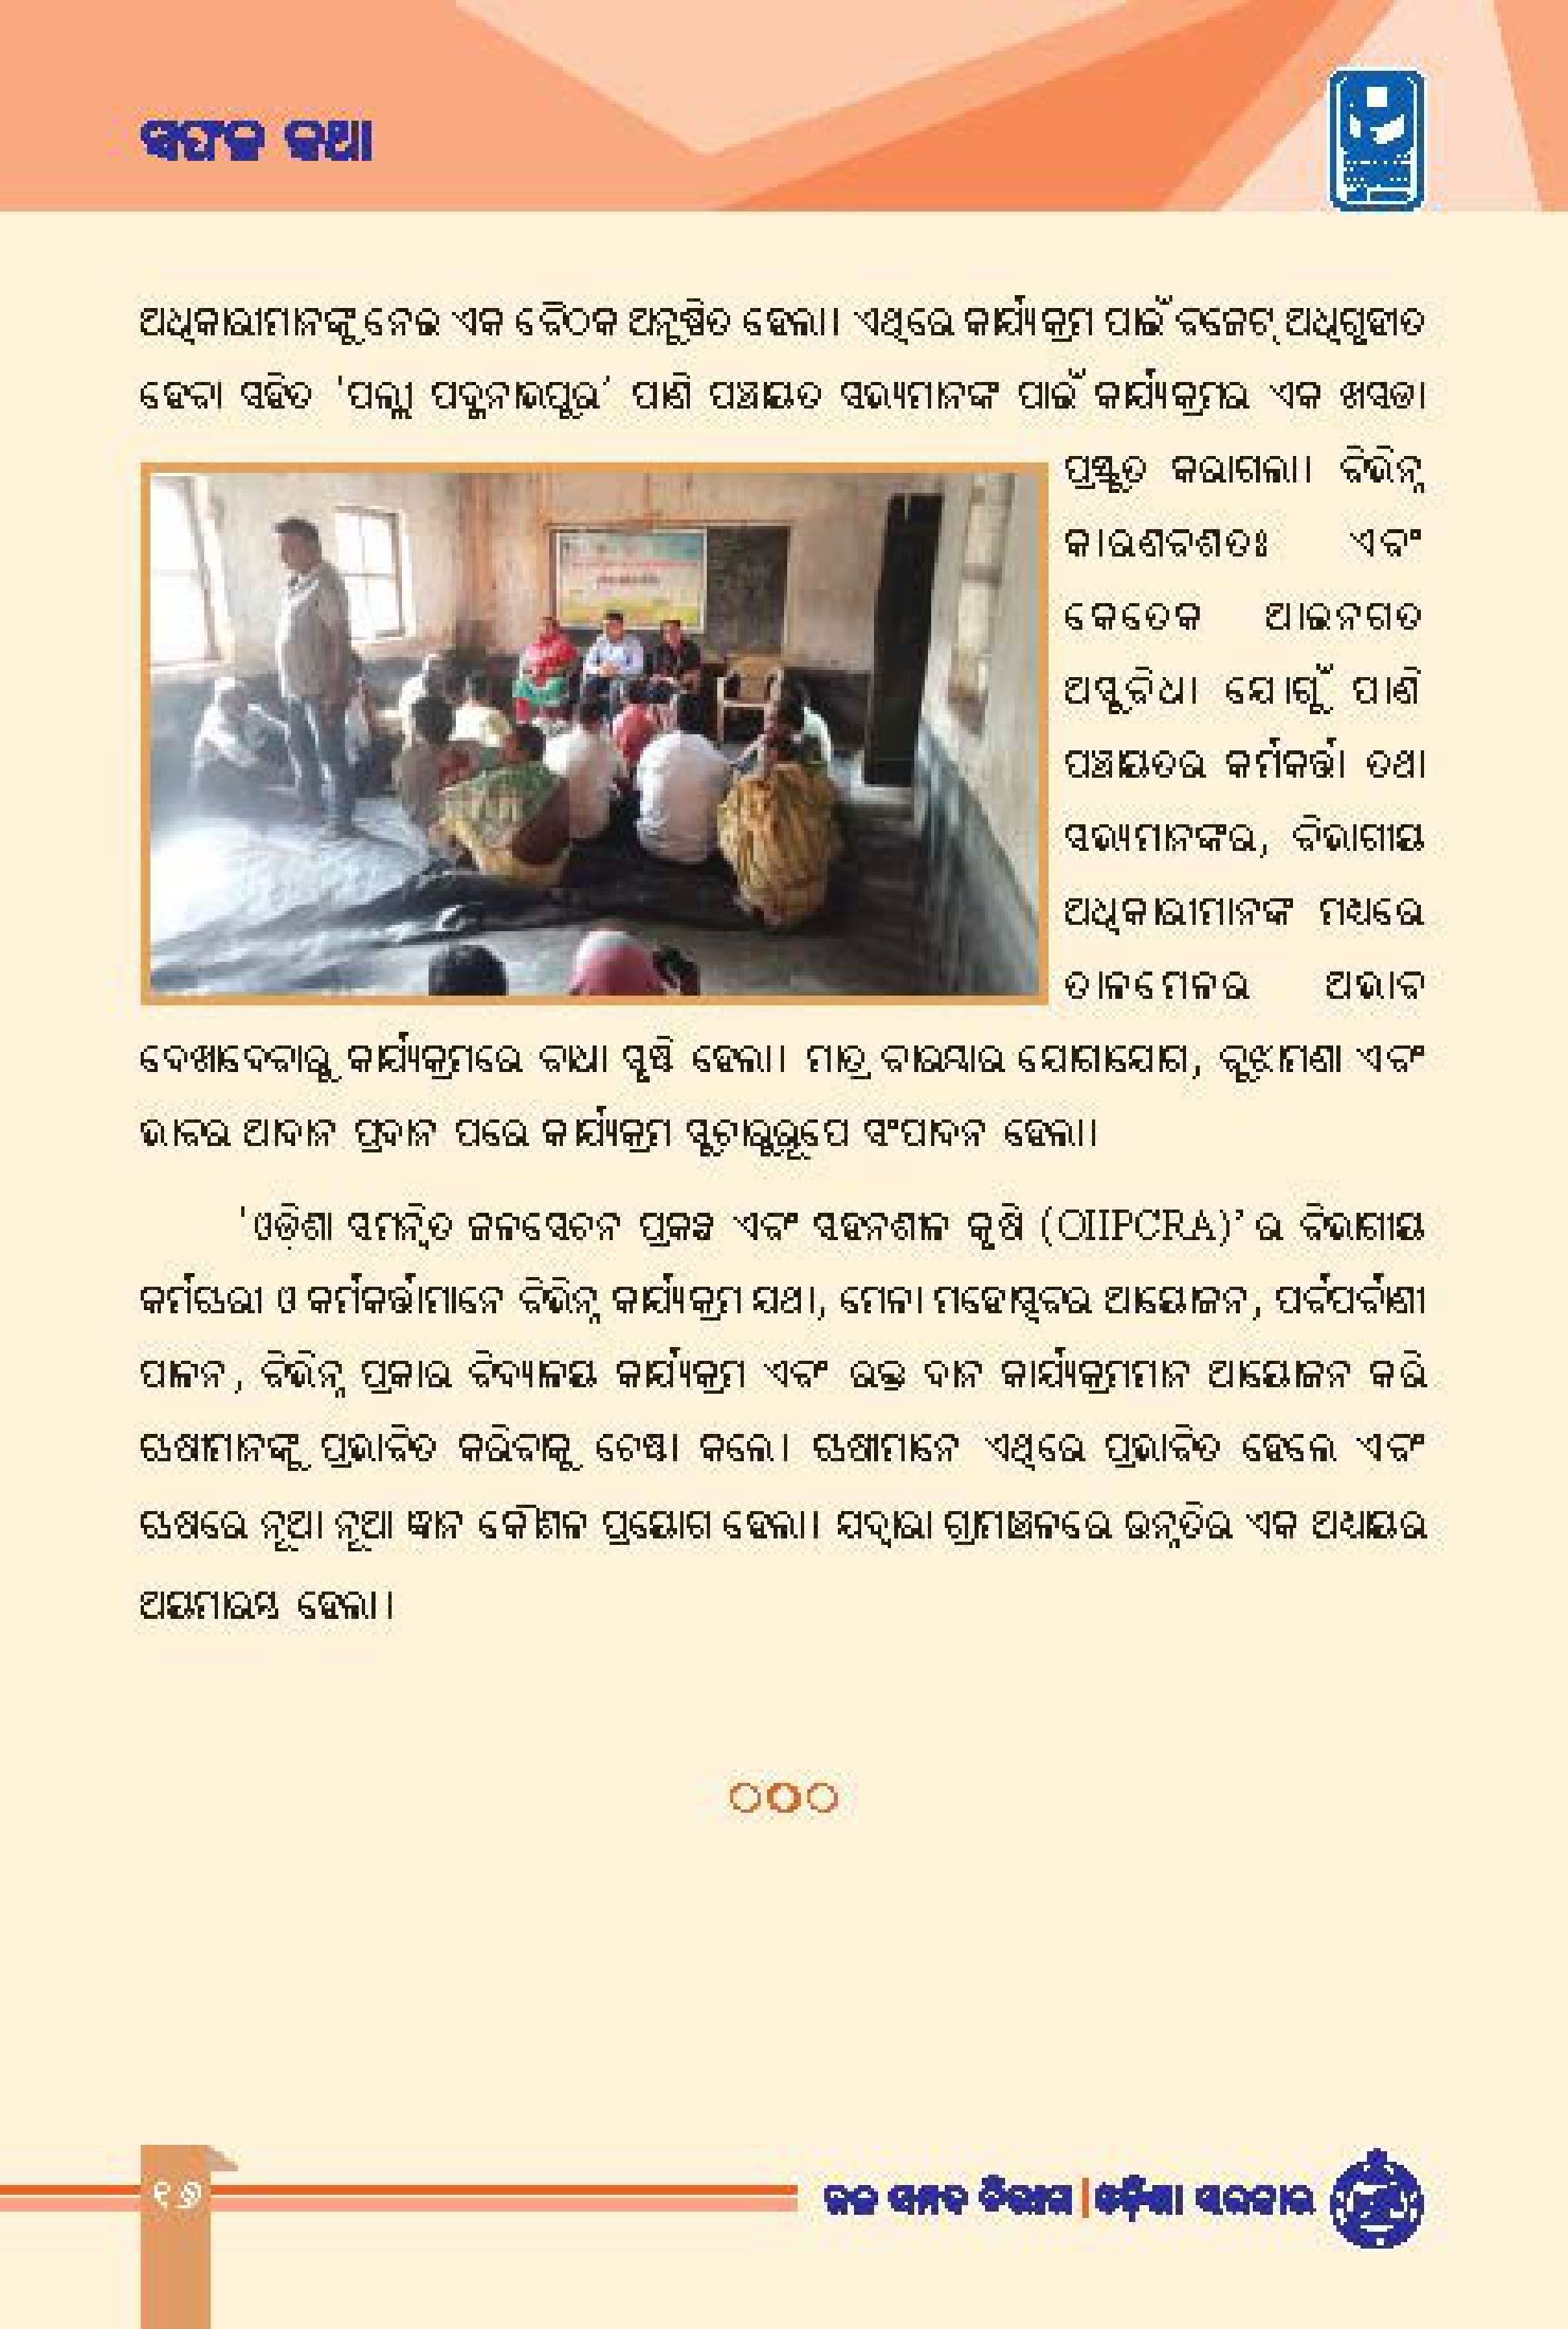 ସଫଳ କଥା
ଅଧିକାରୀମାନଙ୍କୁ ନେଇ ଏକ ବୈଠକ ଅନୁଷ୍ଠିତ ହେଲା। ଏଥିରେ କାର୍ଯ୍ୟକ୍ରମ ପାଇଁ ବଜେଟ୍ ଅଧିଗୃହୀତ
ହେବା ସହିତ 'ପଲ୍ଲୀ ପଦ୍ମନାଭପୁର' ପାଣି ପଞ୍ଚାୟତ ସଭ୍ୟମାନଙ୍କ ପାଇଁ କାର୍ଯ୍ୟକ୍ରମର ଏକ ଖସଡା
ପ୍ରସ୍ତୁତ କରାଗଲା। ବିଭିନ୍ନ
କାରଣବଶତଃ ଏବଂ
କେତେକ ଆଇନଗତ
ଅସୁବିଧା ଯୋଗୁଁ ପାଣି
ପଞ୍ଚାୟତର କର୍ମକର୍ତ୍ତା ତଥା
ସଭ୍ୟମାନଙ୍କର, ବିଭାଗୀୟ
ଅଧିକାରୀମାନଙ୍କ ମଧ୍ୟରେ
ତାଳମେଳର ଅଭାବ
ଦେଖାଦେବାରୁ କାର୍ଯ୍ୟକ୍ରମରେ ବାଧା ସୃଷ୍ଟି ହେଲା। ମାତ୍ର ବାରମ୍ବାର ଯୋଗାଯୋଗ, ବୁଝାମଣା ଏବଂ
ଭାବର ଆଦାନ ପ୍ରଦାନ ପରେ କାର୍ଯ୍ୟକ୍ରମ ସୁଚାରୁରୂପେ ସଂପାଦନ ହେଲା।
'ଓଡ଼ିଶା ସମନ୍ୱିତ ଜଳସେଚନ ପ୍ରକଳ୍ପ ଏବଂ ସହନଶୀଳ କୃଷି (OIIPCRA)' ର ବିଭାଗୀୟ
କର୍ମଚାରୀ ଓ କର୍ମକର୍ତ୍ତାମାନେ ବିଭିନ୍ନ କାର୍ଯ୍ୟକ୍ରମ ଯଥା, ମେଳା ମହୋତ୍ସବର ଆୟୋଜନ, ପର୍ବପର୍ବାଣୀ
ପାଳନ, ବିଭିନ୍ନ ପ୍ରକାର ବିଦ୍ୟାଳୟ କାର୍ଯ୍ୟକ୍ରମ ଏବଂ ରକ୍ତ ଦାନ କାର୍ଯ୍ୟକ୍ରମମାନ ଆୟୋଜନ କରି
ଚାଷୀମାନଙ୍କୁ ପ୍ରଭାବିତ କରିବାକୁ ଚେଷ୍ଟା କଲେ। ଚାଷୀମାନେ ଏଥିରେ ପ୍ରଭାବିତ ହେଲେ ଏବଂ
ଚାଷରେ ନୂଆ ନୂଆ ଜ୍ଞାନ କୌଶଳ ପ୍ରୟୋଗ ହେଲା। ଯଦ୍ୱାରା ଗ୍ରାମାଞ୍ଚଳରେ ଉନ୍ନତିର ଏକ ଅଧ୍ୟାୟର
ଅୟମାରମ୍ଭ ହେଲା।
୧୬
ଜଳ ସମ୍ପଦ ବିଭାଗ | ଓଡ଼ିଶା ସରକାର